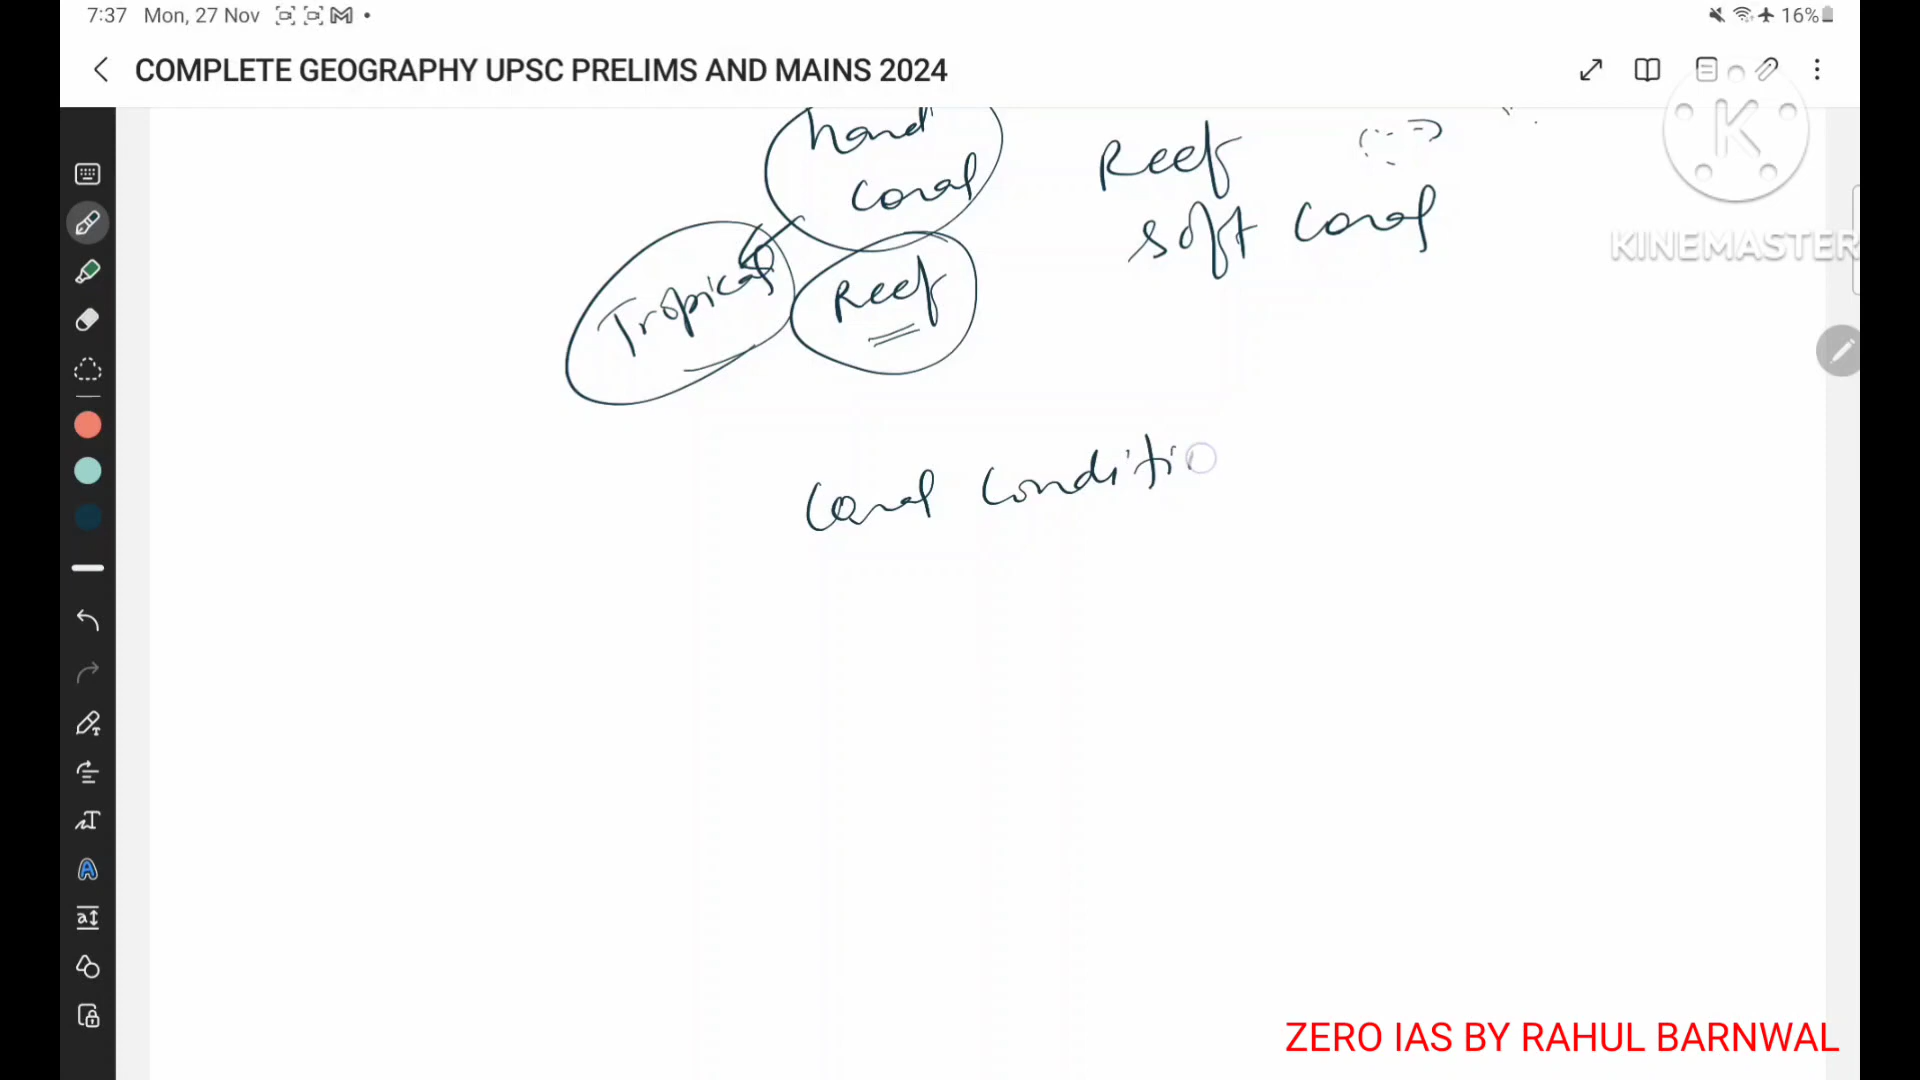 7:37 Mon, 27 Nov
16%
COMPLETE GEOGRAPHY UPSC PRELIMS AND MAINS 2024
KINEMASTER
hard
coral
Reef
soft coral
Tropical
Reef
Coral Conditio
ZERO IAS BY RAHUL BARNWAL